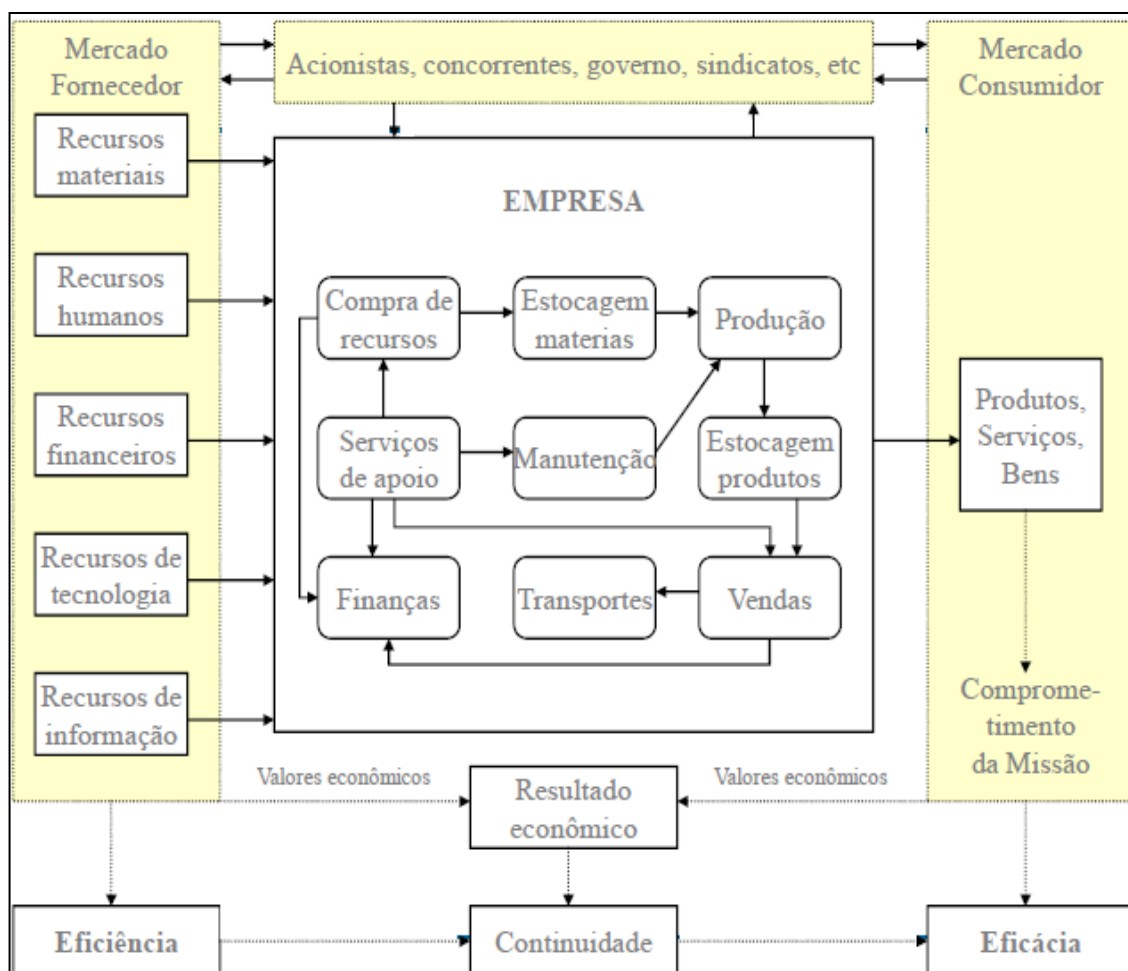 Mercado
Fornecedor
Acionistas, concorrentes, governo, sindicatos, etc
Mercado
Consumidor
Recursos
materiais
Recursos
humanos
Recursos
financeiros
Recursos de
tecnologia
Recursos de
informação
EMPRESA
Compra de
recursos
Estocagem
materias
Produção
Serviços
de apoio
Manutenção
Estocagem
produtos
Finanças
Transportes
Vendas
Produtos,
Serviços,
Bens
Comprome-
timento
da Missão
Valores econômicos
Resultado
econômico
Valores econômicos
Eficiência
Continuidade
Eficácia